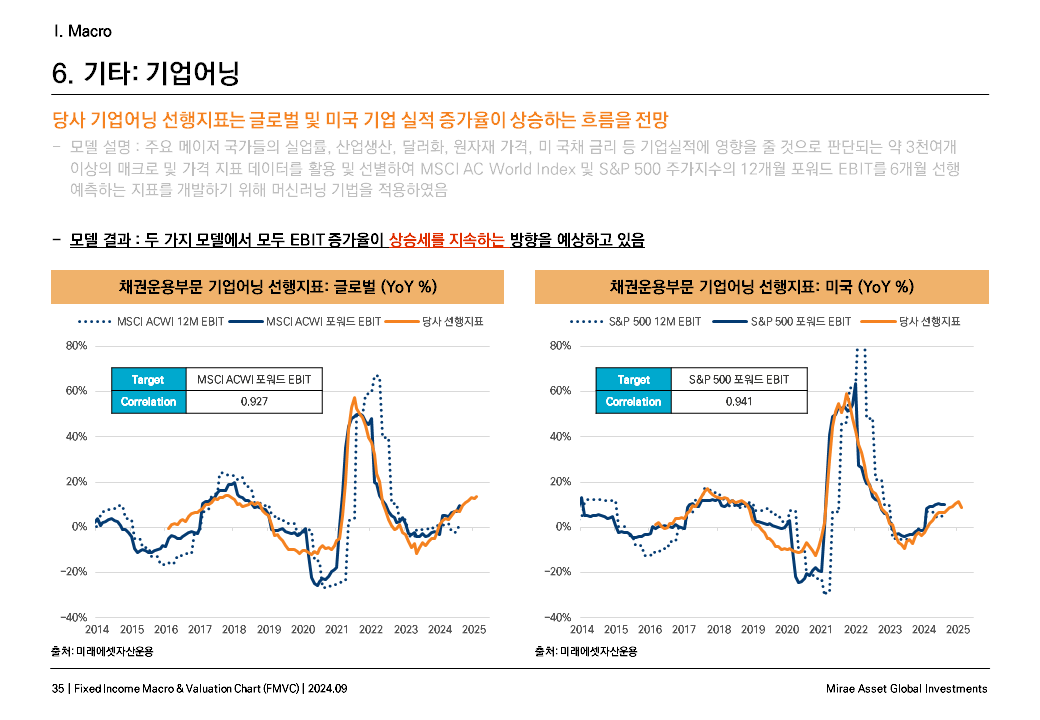 I. Macro
6. 기타: 기업어닝
당사 기업어닝 선행지표는 글로벌 및 미국 기업 실적 증가율이 상승하는 흐름을 전망
– 모델 설명 : 주요 메이저 국가들의 실업률, 산업생산, 달러화, 원자재 가격, 미 국채 금리 등 기업실적에 영향을 줄 것으로 판단되는 약 3천여개
이상의 매크로 및 가격 지표 데이터를 활용 및 선별하여 MSCI AC World Index 및 S&P 500 주가지수의 12개월 포워드 EBIT를 6개월 선행
예측하는 지표를 개발하기 위해 머신러닝 기법을 적용하였음
– 모델 결과 : 두 가지 모델에서 모두 EBIT 증가율이 상승세를 지속하는 방향을 예상하고 있음
채권운용부문 기업어닝 선행지표: 글로벌 (YoY %)
MSCI ACWI 12M EBIT MSCI ACWI 포워드 EBIT 당사 선행지표
80%
60%
40%
20%
0%
-20%
-40%
Target MSCI ACWI 포워드 EBIT
Correlation 0.927
2014 2015 2016 2017 2018 2019 2020 2021 2022 2023 2024 2025
출처: 미래에셋자산운용
채권운용부문 기업어닝 선행지표: 미국 (YoY %)
S&P 500 12M EBIT S&P 500 포워드 EBIT 당사 선행지표
80%
60%
40%
20%
0%
-20%
-40%
Target S&P 500 포워드 EBIT
Correlation 0.941
2014 2015 2016 2017 2018 2019 2020 2021 2022 2023 2024 2025
출처: 미래에셋자산운용
35 | Fixed Income Macro & Valuation Chart (FMVC) | 2024.09
Mirae Asset Global Investments